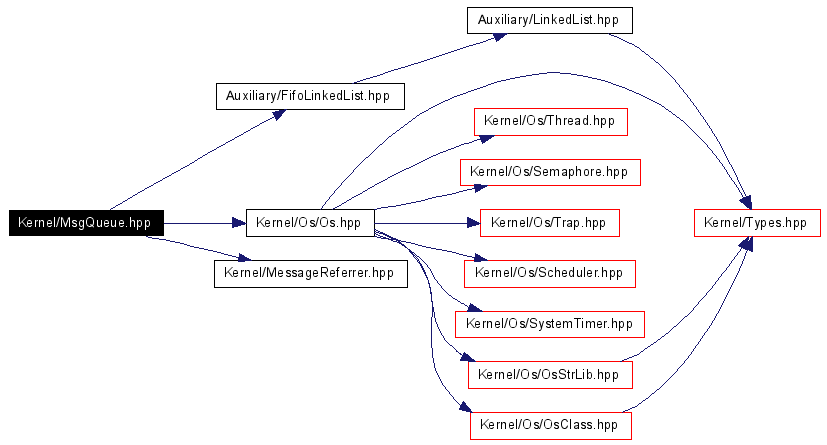 Auxiliary/LinkedList.hpp
Auxiliary/FifoLinkedList.hpp
Kernel/Os/Thread.hpp
Kernel/Os/Semaphore.hpp
Kernel/MsgQueue.hpp
Kernel/Os/Os.hpp
Kernel/Os/Trap.hpp
Kernel/Types.hpp
Kernel/MessageReferrer.hpp
Kernel/Os/Scheduler.hpp
Kernel/Os/SystemTimer.hpp
Kernel/Os/OsStrLib.hpp
Kernel/Os/OsClass.hpp